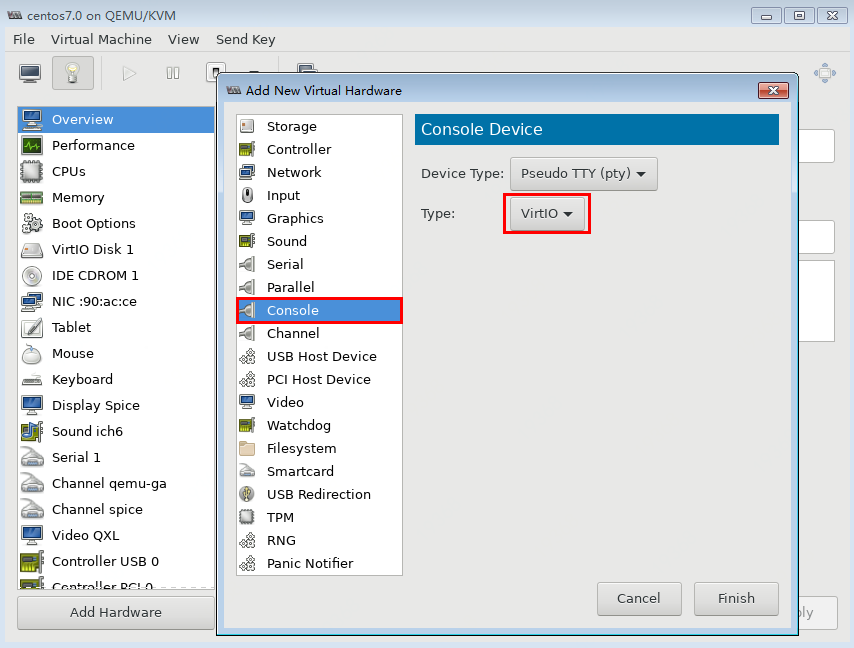 centos7.0 on QEMU/KVM
File Virtual Machine View Send Key
Add New Virtual Hardware
Overview
Performance
CPUs
Memory
Boot Options
VirtIO Disk 1
IDE CDROM 1
NIC :90:ac:ce
Tablet
Mouse
Keyboard
Display Spice
Sound ich6
Serial 1
Channel qemu-ga
Channel spice
Video QXL
Controller USB 0
Controller PCI 0
Add Hardware
Storage
Controller
Network
Input
Graphics
Sound
Serial
Parallel
Console
Channel
USB Host Device
PCI Host Device
Video
Watchdog
Filesystem
Smartcard
USB Redirection
TPM
RNG
Panic Notifier
Console Device
Device Type: Pseudo TTY (pty)
Type: VirtIO
Cancel Finish